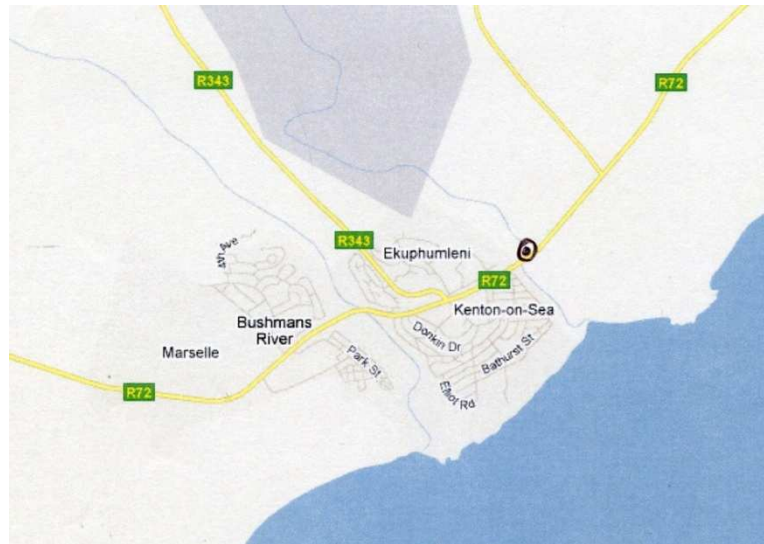 R343
R72
R343
Ekuphumleni
R72
Kenton-on-Sea
Bushmans
River
Donkin Dr
Bathurst St
Marselle
Park St
Elliot Rd
R72